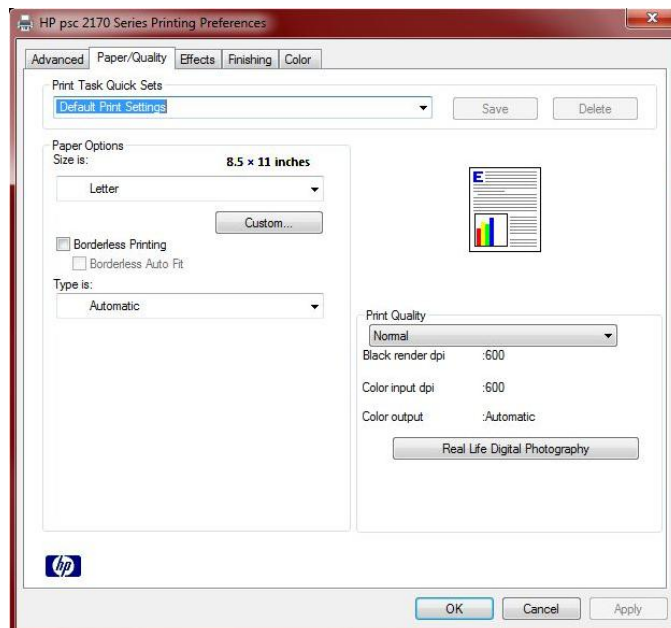 HP psc 2170 Series Printing Preferences
Advanced Paper/Quality Effects Finishing Color
Print Task Quick Sets
Default Print Settings Save Delete
Paper Options
Size is: 8.5 × 11 inches
Letter
Custom...
Borderless Printing
Borderless Auto Fit
Type is:
Automatic
E
Print Quality
Normal
Black render dpi :600
Color input dpi :600
Color output :Automatic
Real Life Digital Photography
hp
OK Cancel Apply